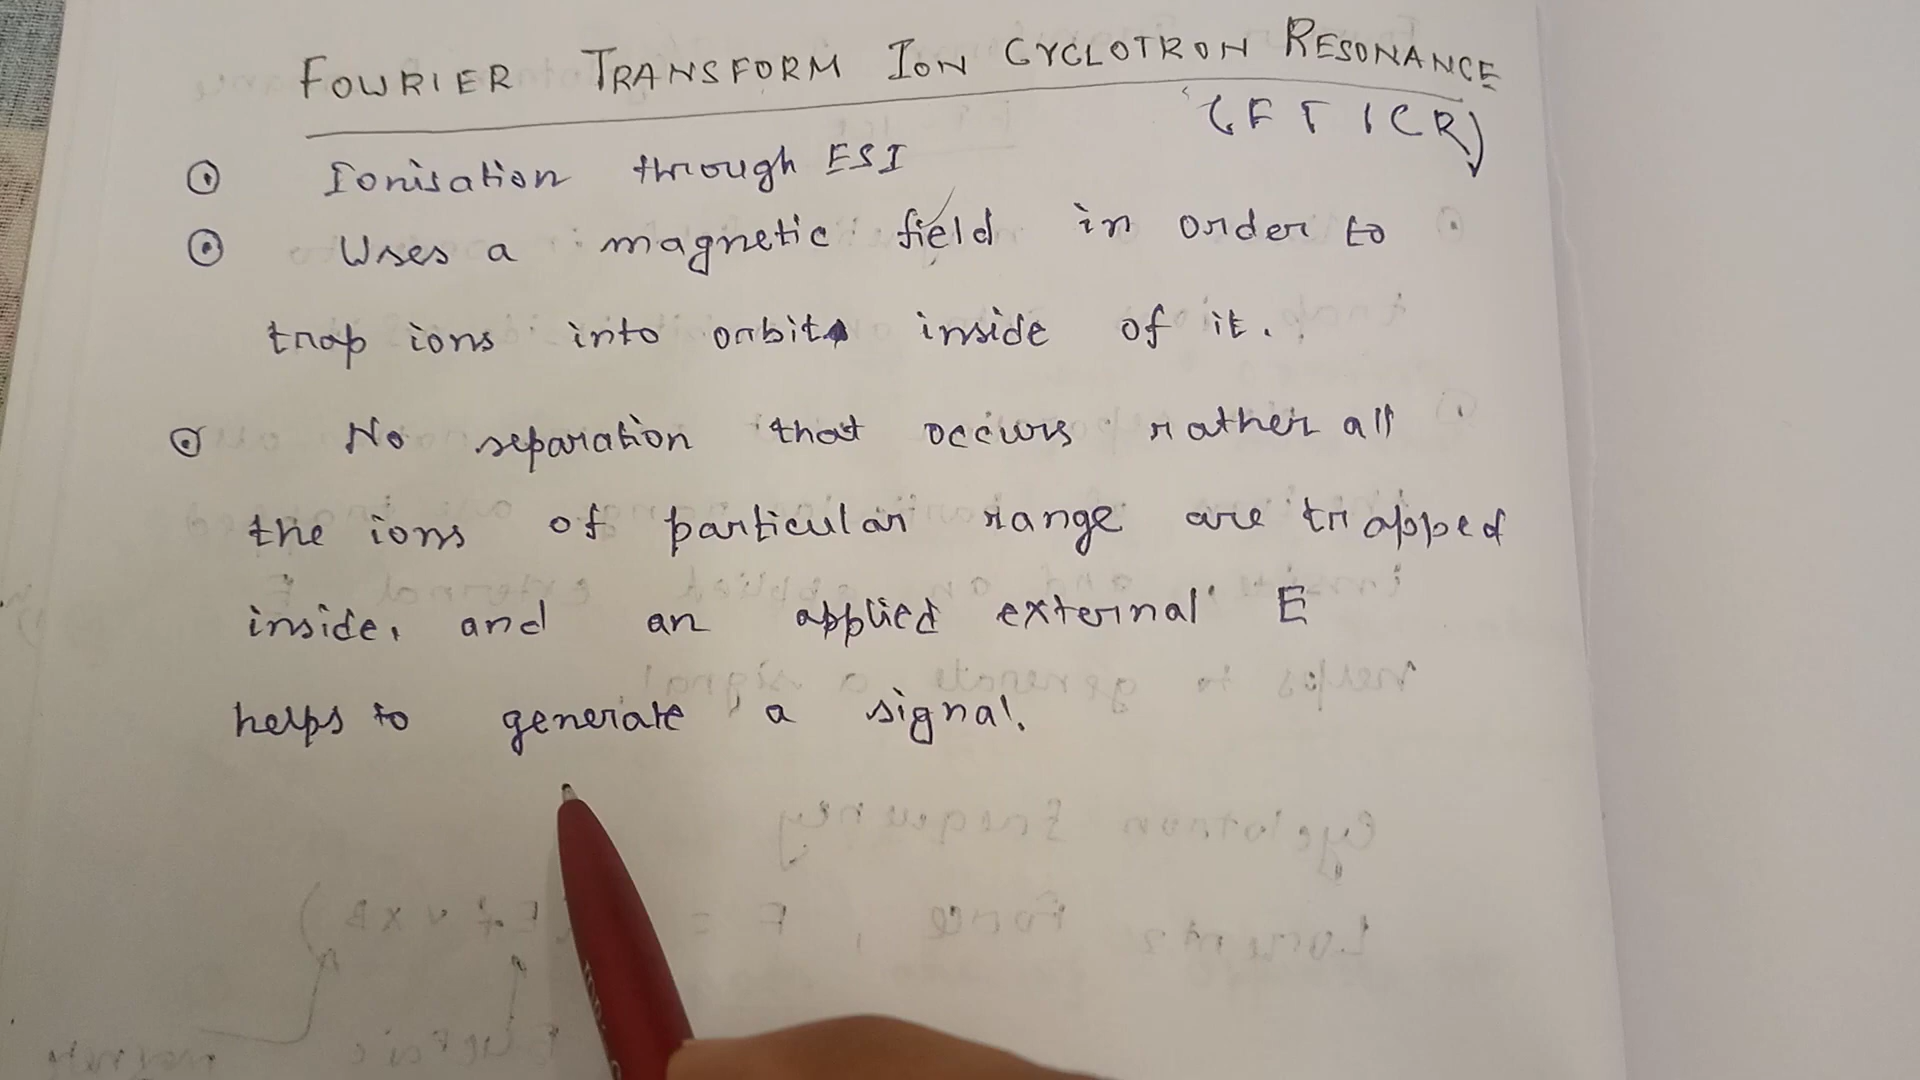 FOURIER TRANSFORM ION CYCLOTRON RESONANCE
(FTICR)
Ionisation through ESI
Uses a magnetic field in order to
trap ions into orbits inside of it.
No separation that occurs rather all
the ions of particular range are trapped
inside, and an applied external E
helps to generate a signal.